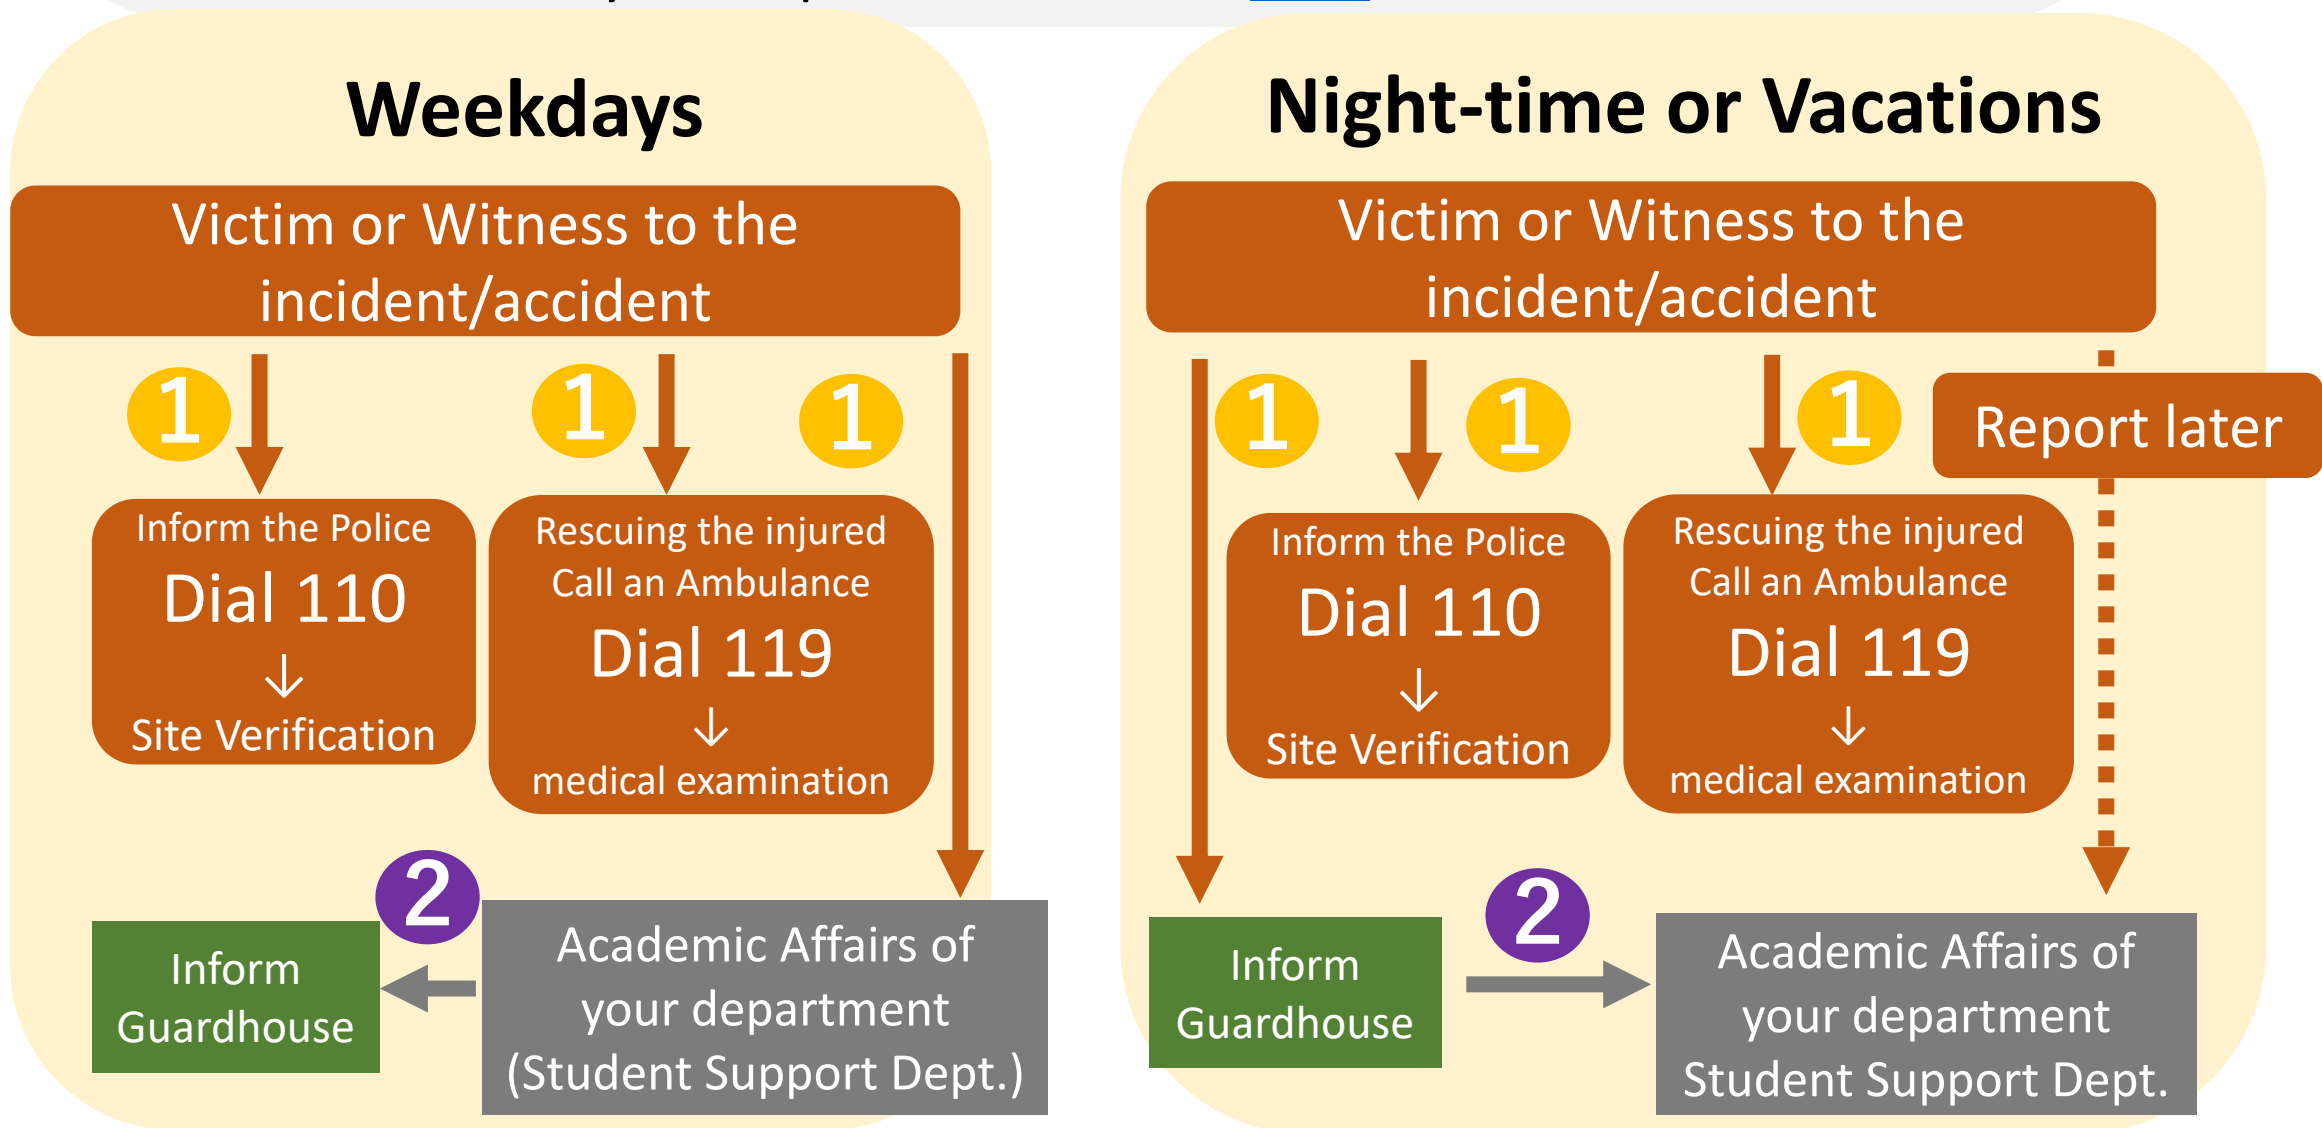 Weekdays
Victim or Witness to the
incident/accident
1
1
1
Inform the Police
Dial 110
↓
Site Verification
Rescuing the injured
Call an Ambulance
Dial 119
↓
medical examination
2
Inform
Guardhouse
Academic Affairs of
your department
(Student Support Dept.)
Night-time or Vacations
Victim or Witness to the
incident/accident
1
1
1
Report later
Inform the Police
Dial 110
↓
Site Verification
Rescuing the injured
Call an Ambulance
Dial 119
↓
medical examination
2
Inform
Guardhouse
Academic Affairs of
your department
Student Support Dept.